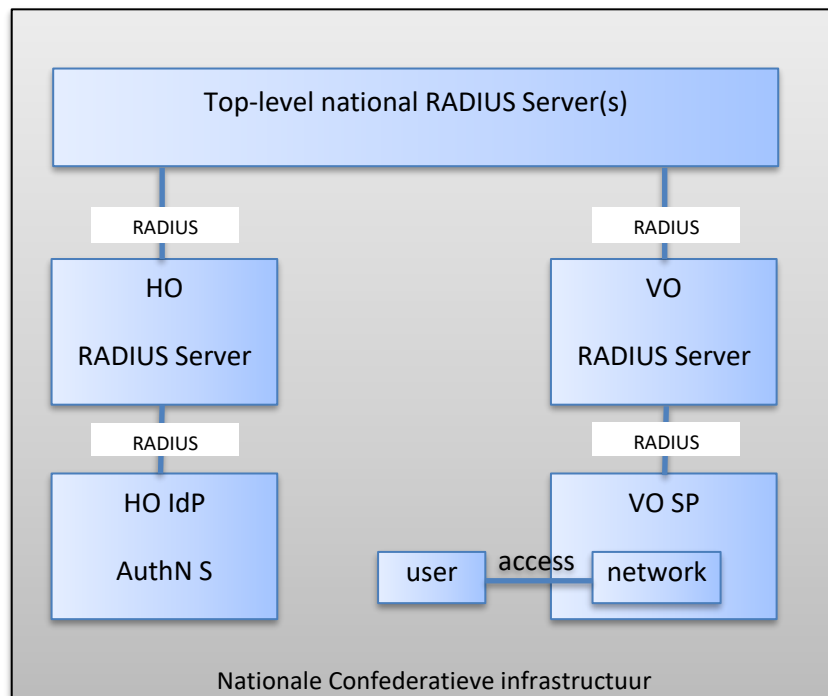 Top-level national RADIUS Server(s)
RADIUS
RADIUS
HO
RADIUS Server
VO
RADIUS Server
RADIUS
RADIUS
HO IdP
AuthN S
VO SP
user
access
network
Nationale Confederatieve infrastructuur